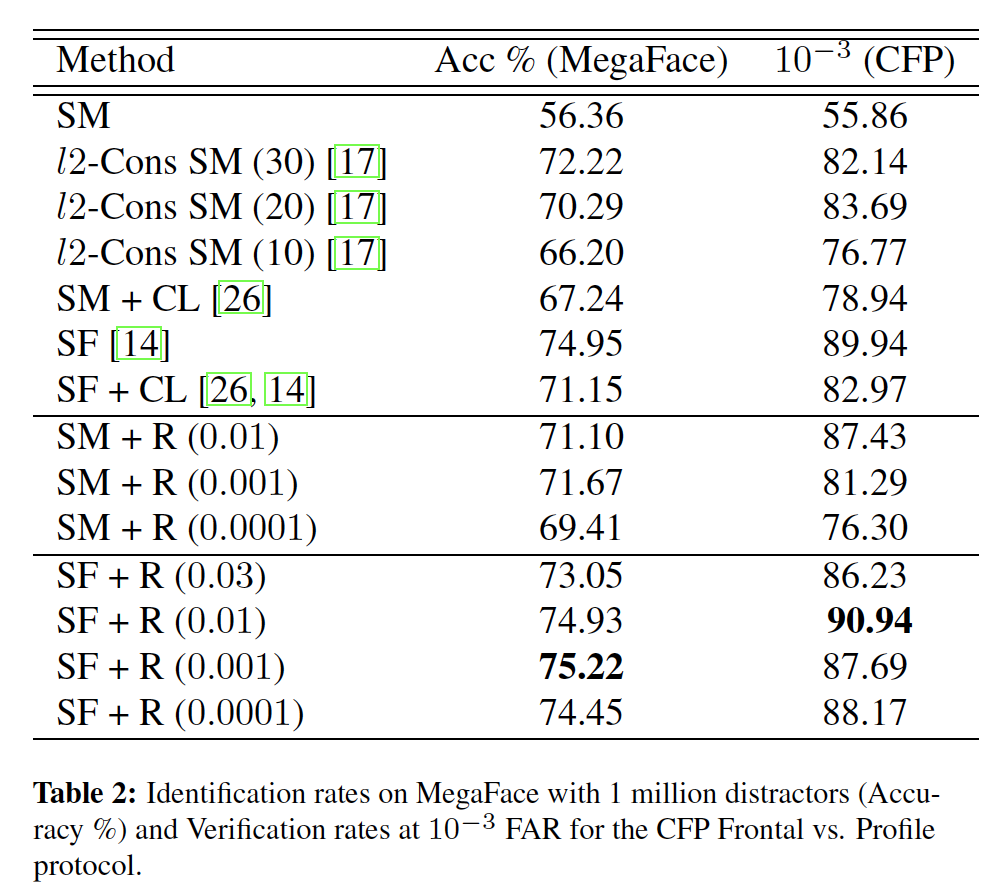 Method Acc % (MegaFace) 10⁻³ (CFP)
SM 56.36 55.86
l2-Cons SM (30) [17] 72.22 82.14
l2-Cons SM (20) [17] 70.29 83.69
l2-Cons SM (10) [17] 66.20 76.77
SM + CL [26] 67.24 78.94
SF [14] 74.95 89.94
SF + CL [26, 14] 71.15 82.97
SM + R (0.01) 71.10 87.43
SM + R (0.001) 71.67 81.29
SM + R (0.0001) 69.41 76.30
SF + R (0.03) 73.05 86.23
SF + R (0.01) 74.93 90.94
SF + R (0.001) 75.22 87.69
SF + R (0.0001) 74.45 88.17
Table 2: Identification rates on MegaFace with 1 million distractors (Accu-
racy %) and Verification rates at 10⁻³ FAR for the CFP Frontal vs. Profile
protocol.